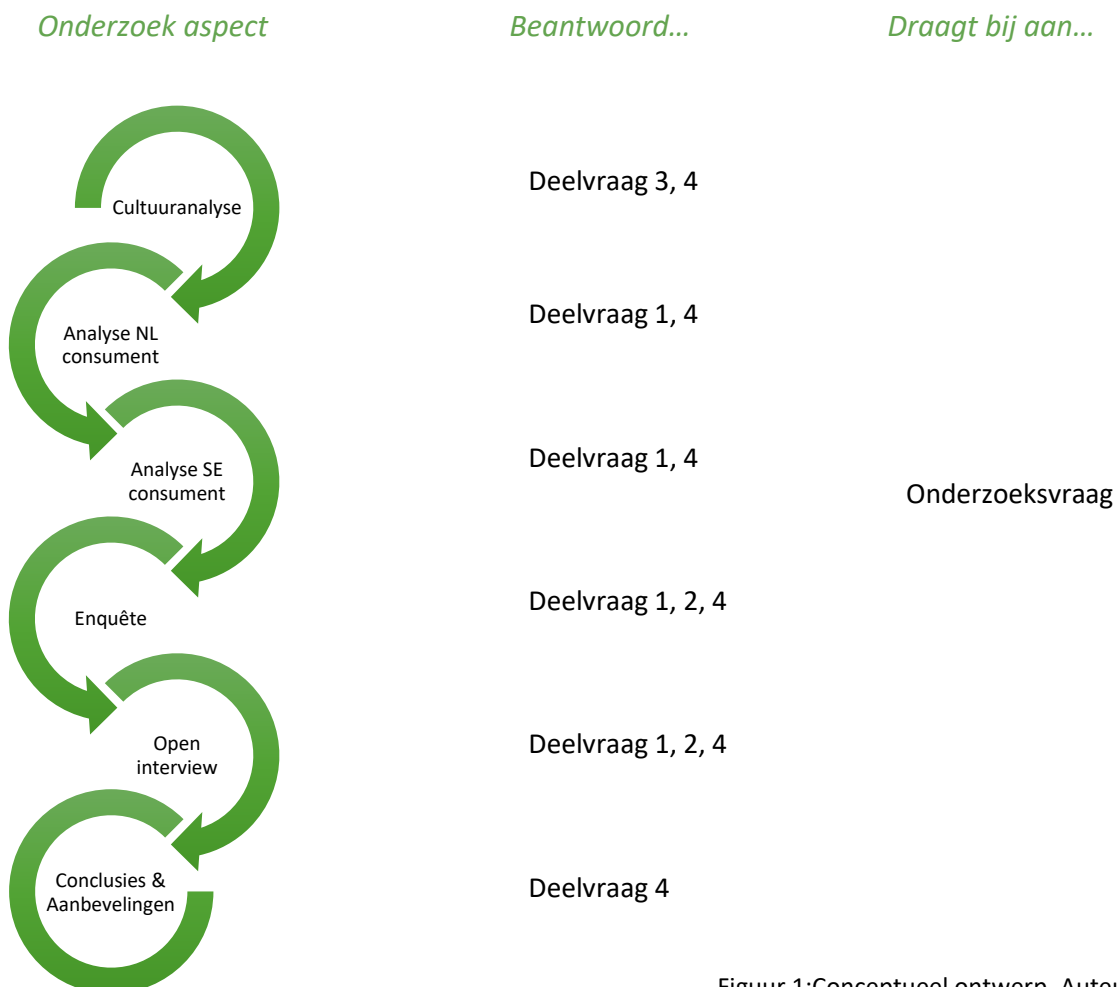 Onderzoek aspect
Beantwoord...
Draagt bij aan...
Cultuuranalyse
Deelvraag 3, 4
Analyse NL
consument
Deelvraag 1, 4
Analyse SE
consument
Deelvraag 1, 4
Onderzoeksvraag
Enquête
Deelvraag 1, 2, 4
Open
interview
Deelvraag 1, 2, 4
Conclusies &
Aanbevelingen
Deelvraag 4
Figuur 1:Conceptueel ontwerp.